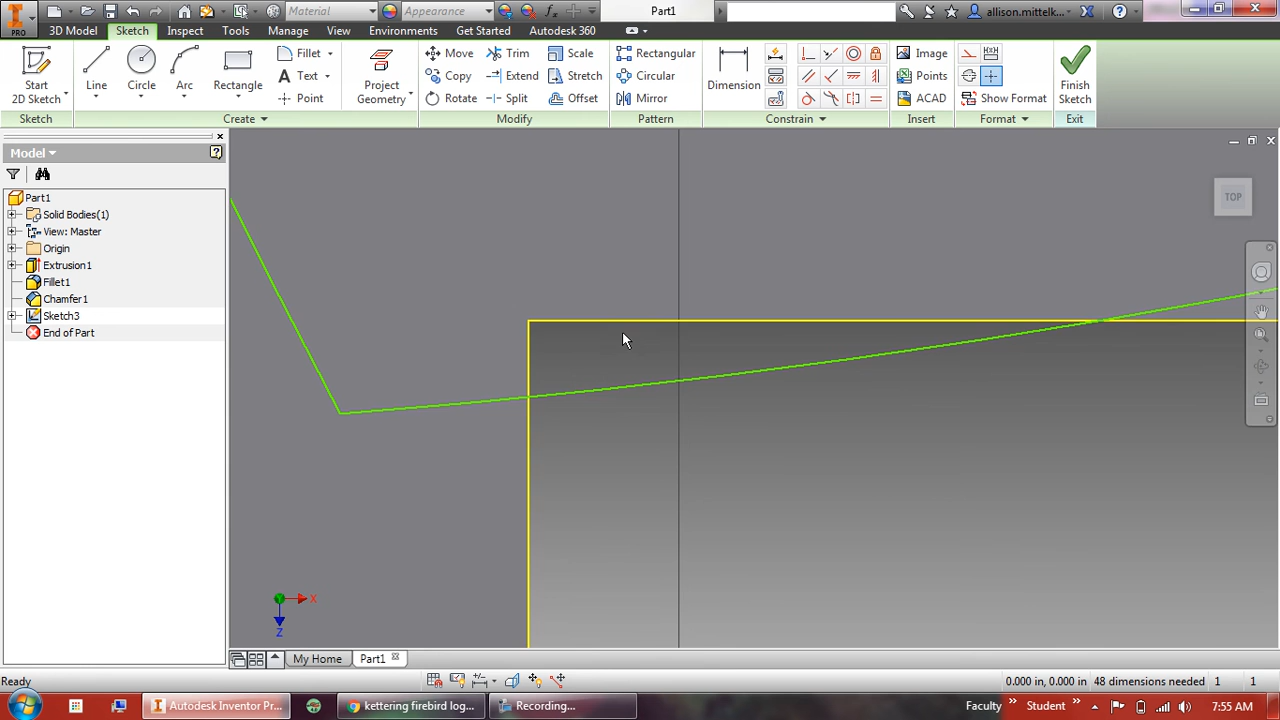 Material
Appearance
Part1
allison.mittelk...
PRO
3D Model
Sketch
Inspect
Tools
Manage
View
Environments
Get Started
Autodesk 360
Start
2D Sketch
Line
Circle
Arc
Rectangle
Fillet
Text
Point
Project
Geometry
Move
Copy
Rotate
Trim
Extend
Split
Scale
Stretch
Offset
Rectangular
Circular
Mirror
Dimension
Image
Points
ACAD
Show Format
Finish
Sketch
Sketch
Create
Modify
Pattern
Constrain
Insert
Format
Exit
Model
Part1
Solid Bodies(1)
View: Master
Origin
Extrusion1
Fillet1
Chamfer1
Sketch3
End of Part
TOP
X
Z
My Home
Part1
Ready
0.000 in, 0.000 in
48 dimensions needed
1
1
Autodesk Inventor Pr...
kettering firebird log...
Recording...
Faculty
Student
7:55 AM